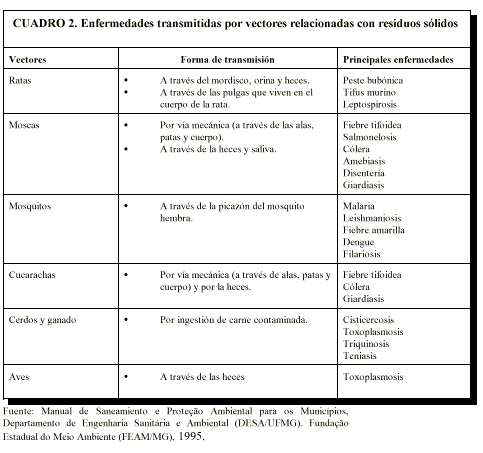 CUADRO 2. Enfermedades transmitidas por vectores relacionadas con residuos sólidos
Vectores Forma de transmisión Principales enfermedades
Ratas • A través del mordisco, orina y heces. Peste bubónica
• A través de las pulgas que viven en el Tifus murino
cuerpo de la rata. Leptospirosis
Moscas • Por vía mecánica (a través de las alas, Fiebre tifoidea
patas y cuerpo). Salmonelosis
• A través de la heces y saliva. Cólera
Amebiasis
Disentería
Giardiasis
Mosquitos • A través de la picazón del mosquito Malaria
hembra. Leishmaniosis
Fiebre amarilla
Dengue
Filariosis
Cucarachas • Por vía mecánica (a través de alas, patas y Fiebre tifoidea
cuerpo) y por la heces. Cólera
Giardiasis
Cerdos y ganado • Por ingestión de carne contaminada. Cisticercosis
Toxoplasmosis
Triquinosis
Teniasis
Aves • A través de las heces Toxoplasmosis
Fuente: Manual de Saneamiento e Proteção Ambiental para os Municípios,
Departamento de Engenharia Sanitária e Ambiental (DESA/UFMG). Fundação
Estadual do Meio Ambiente (FEAM/MG), 1995.